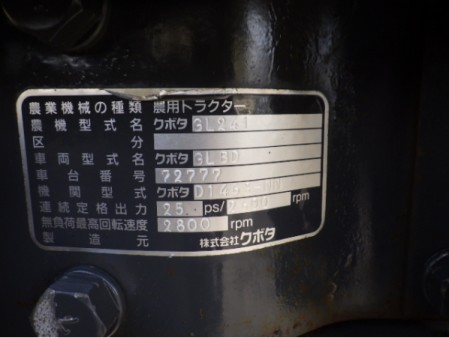 農業機械の種類 農用トラクター
農機型式名 クボタ GL241
区分
車両型式名 クボタ GL3D
車台番号 72777
機関型式 クボタ
連続定格出力 ps/ rpm
無負荷最高回転速度 2800 rpm
製造元 株式会社クボタ